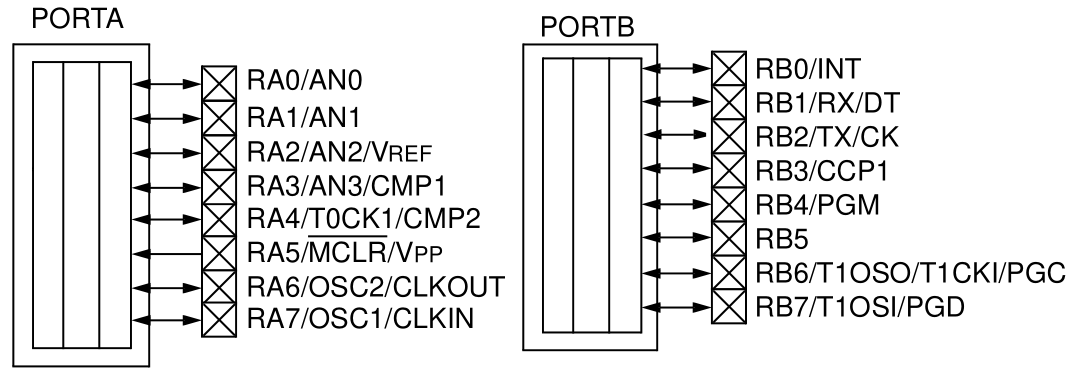 PORTA
RA0/AN0
RA1/AN1
RA2/AN2/VREF
RA3/AN3/CMP1
RA4/T0CK1/CMP2
RA5/MCLR/VPP
RA6/OSC2/CLKOUT
RA7/OSC1/CLKIN
PORTB
RB0/INT
RB1/RX/DT
RB2/TX/CK
RB3/CCP1
RB4/PGM
RB5
RB6/T1OSO/T1CKI/PGC
RB7/T1OSI/PGD